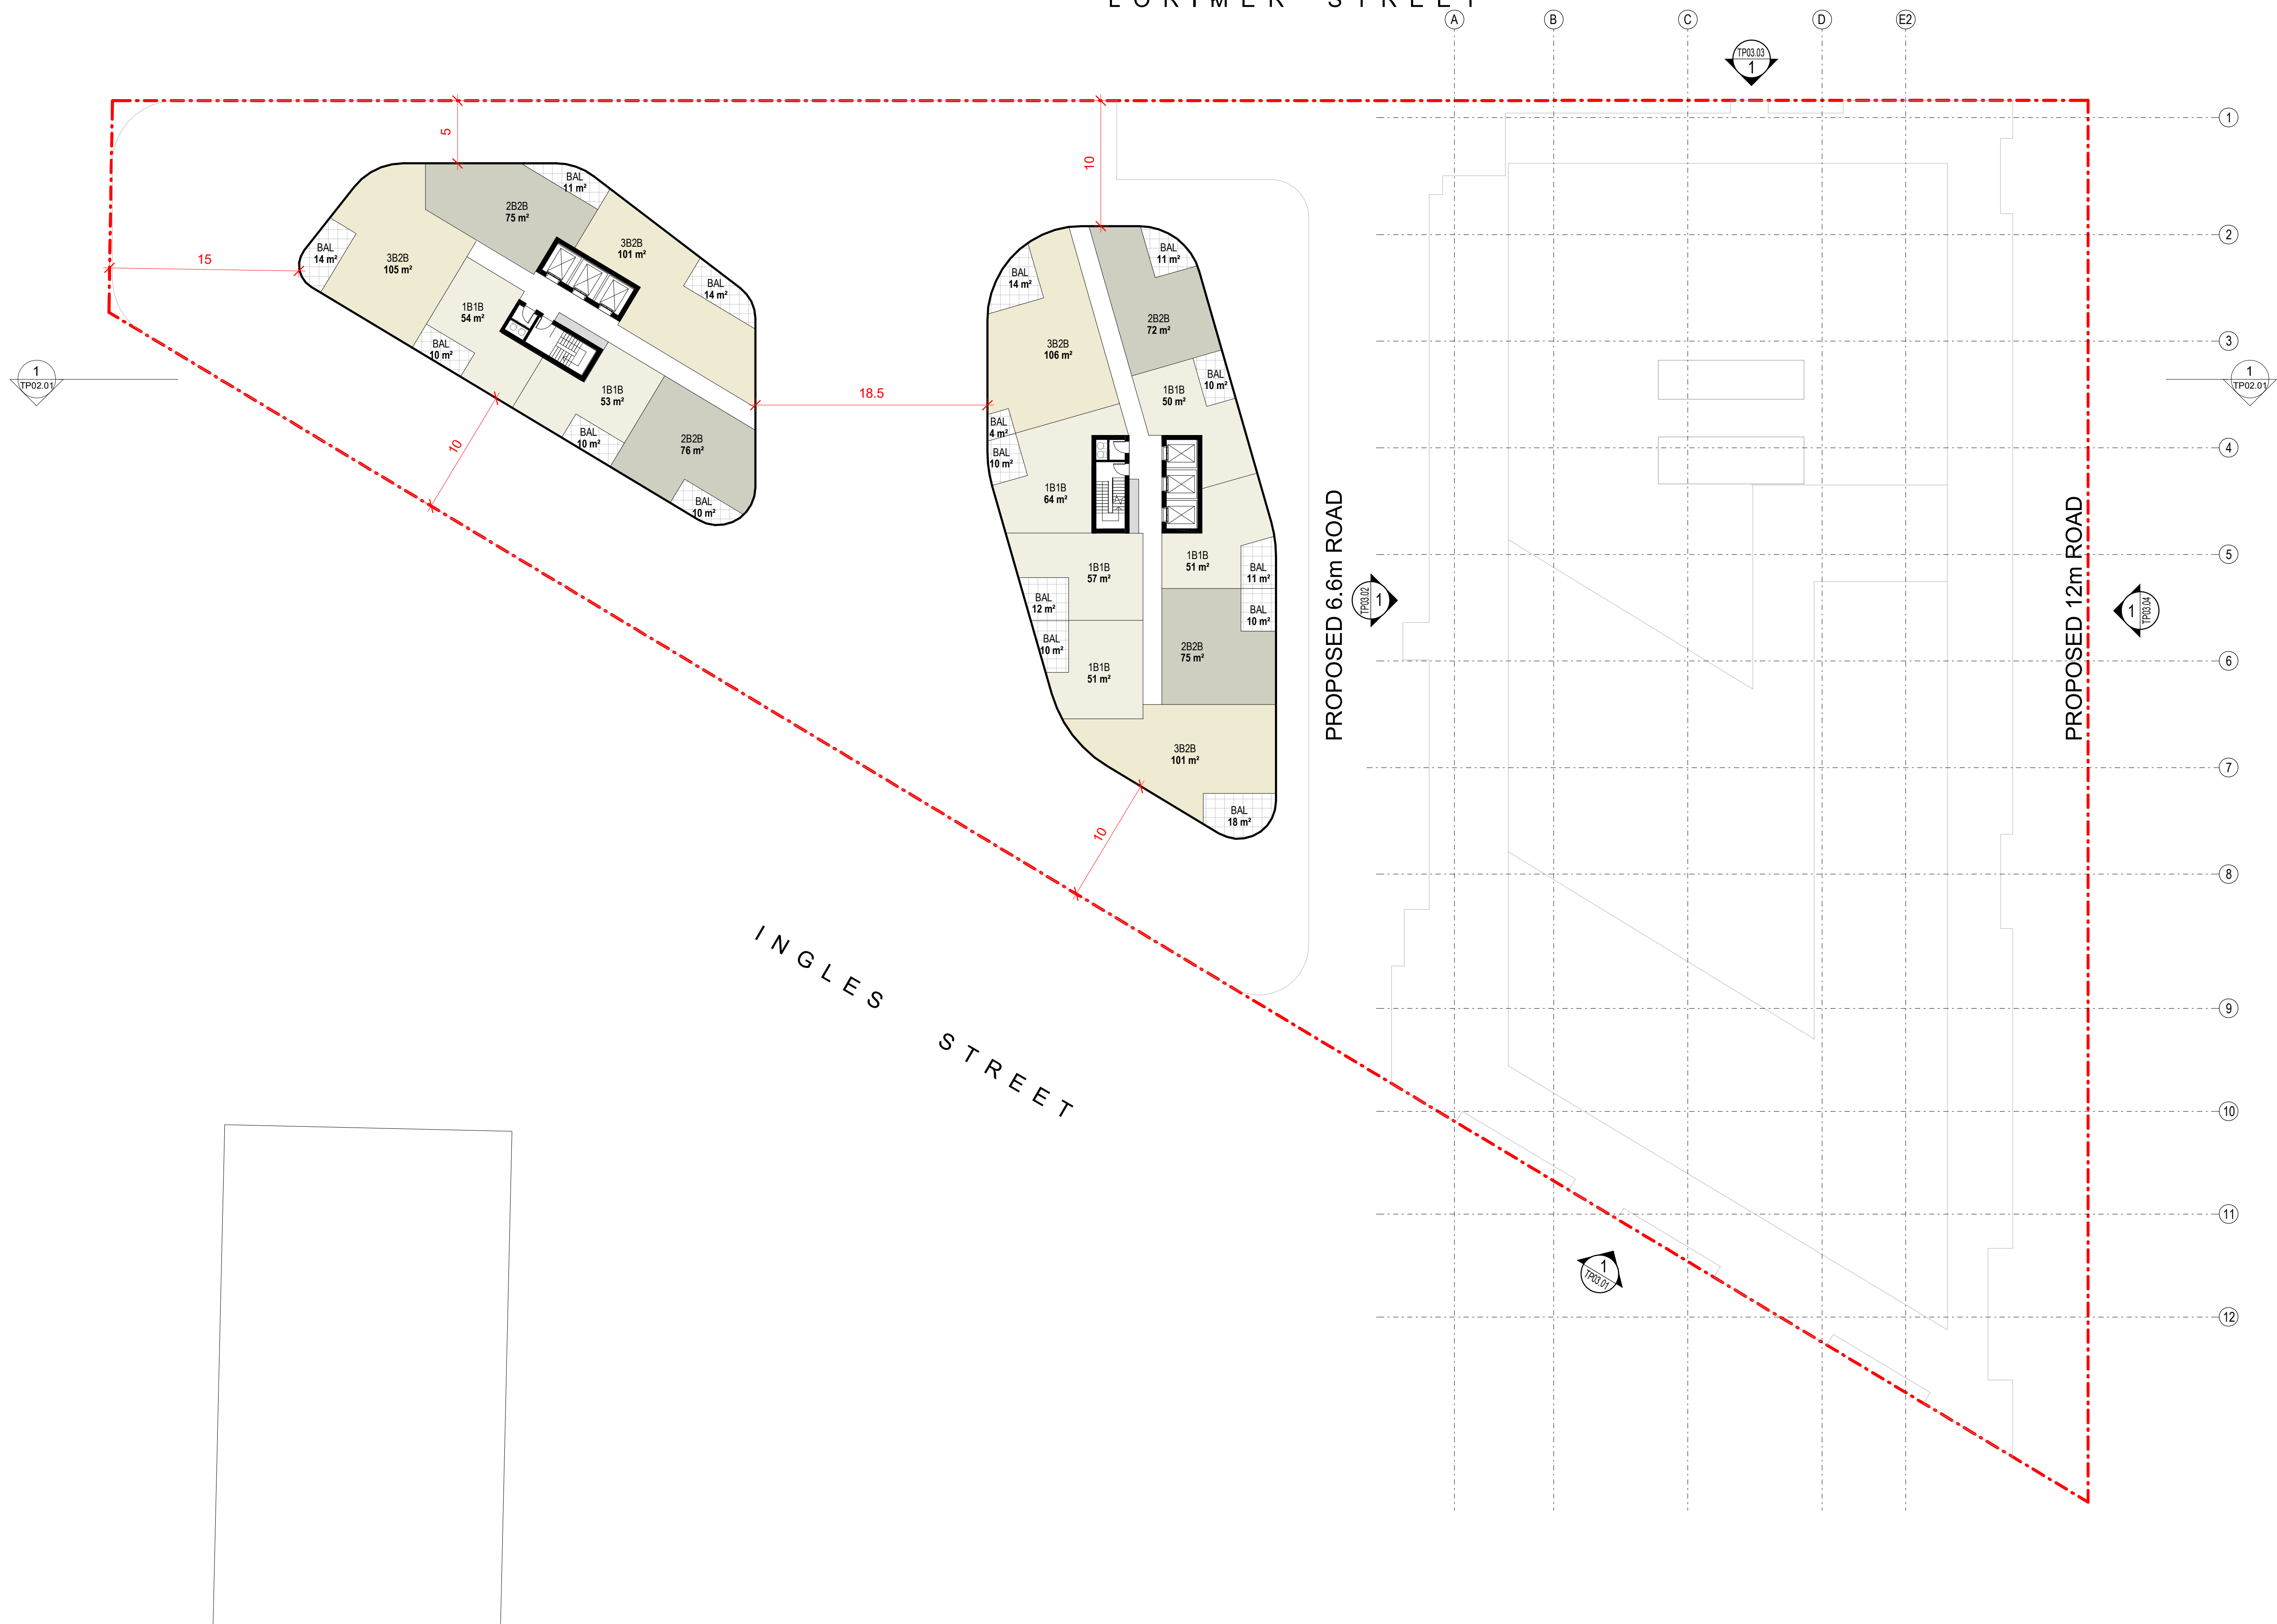 LORIMER STREET
A
B
C
D
E2
TP03.03
1
1
2
3
4
5
6
7
8
9
10
11
12
5
10
15
18.5
10
10
BAL
11 m²
2B2B
75 m²
3B2B
101 m²
BAL
14 m²
3B2B
105 m²
BAL
14 m²
1B1B
54 m²
BAL
10 m²
1B1B
53 m²
BAL
10 m²
2B2B
76 m²
BAL
10 m²
BAL
11 m²
BAL
14 m²
2B2B
72 m²
3B2B
106 m²
BAL
10 m²
1B1B
50 m²
BAL
4 m²
BAL
10 m²
1B1B
64 m²
1B1B
51 m²
BAL
11 m²
1B1B
57 m²
BAL
12 m²
BAL
10 m²
BAL
10 m²
2B2B
75 m²
1B1B
51 m²
3B2B
101 m²
BAL
18 m²
1
TP02.01
1
TP02.01
PROPOSED 6.6m ROAD
PROPOSED 12m ROAD
TP03.02
1
1
TP03.04
INGLES STREET
1
TP03.01